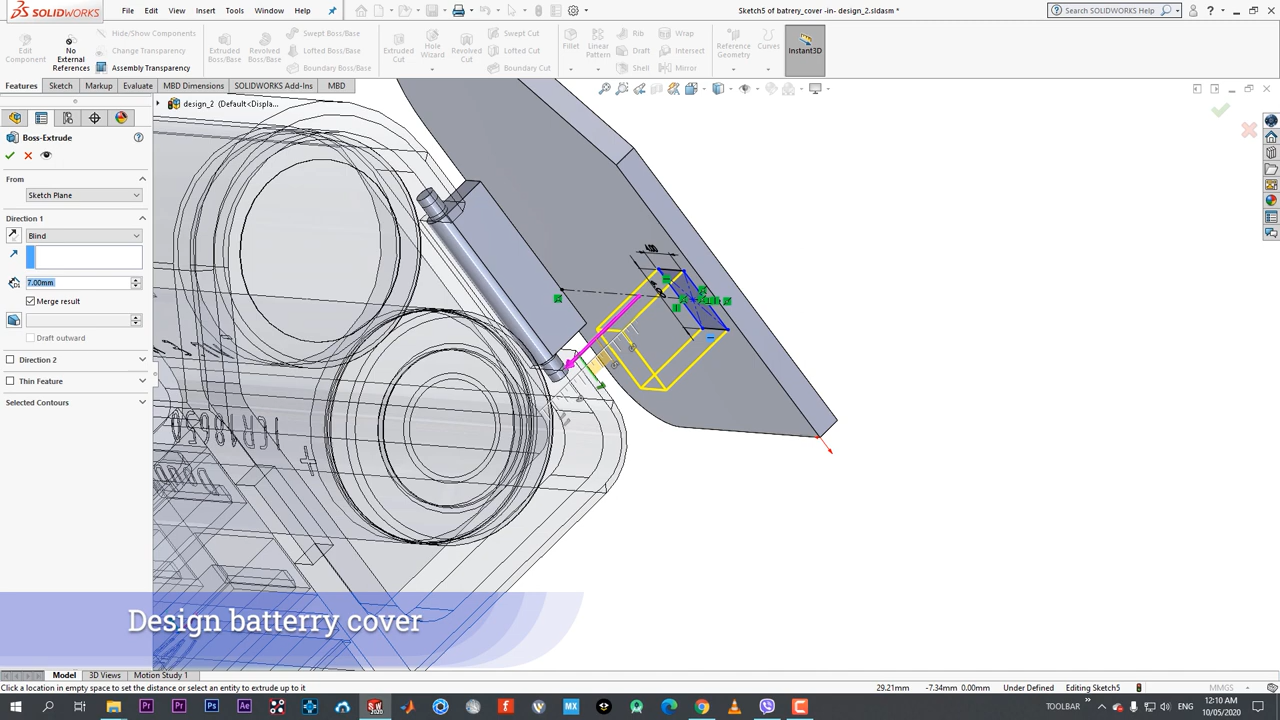 SOLIDWORKS File Edit View Insert Tools Window Help Sketch5 of batrery_cover -in- design_2.sldasm * Search SOLIDWORKS Help
Edit Component
No External References
Hide/Show Components
Change Transparency
Assembly Transparency
Extruded Boss/Base
Revolved Boss/Base
Swept Boss/Base
Lofted Boss/Base
Boundary Boss/Base
Extruded Cut
Hole Wizard
Revolved Cut
Swept Cut
Lofted Cut
Boundary Cut
Fillet
Linear Pattern
Rib
Draft
Shell
Wrap
Intersect
Mirror
Reference Geometry
Curves
Instant3D
Features Sketch Markup Evaluate MBD Dimensions SOLIDWORKS Add-Ins MBD
design_2 (Default<Displa...
Boss-Extrude
From
Sketch Plane
Direction 1
Blind
7.00mm
Merge result
Draft outward
Direction 2
Thin Feature
Selected Contours
Design batterry cover
Model 3D Views Motion Study 1
Click a location in empty space to set the distance or select an entity to extrude up to it 29.21mm -7.34mm 0.00mm Under Defined Editing Sketch5 MMGS
TOOLBAR ENG 12:10 AM
10/05/2020